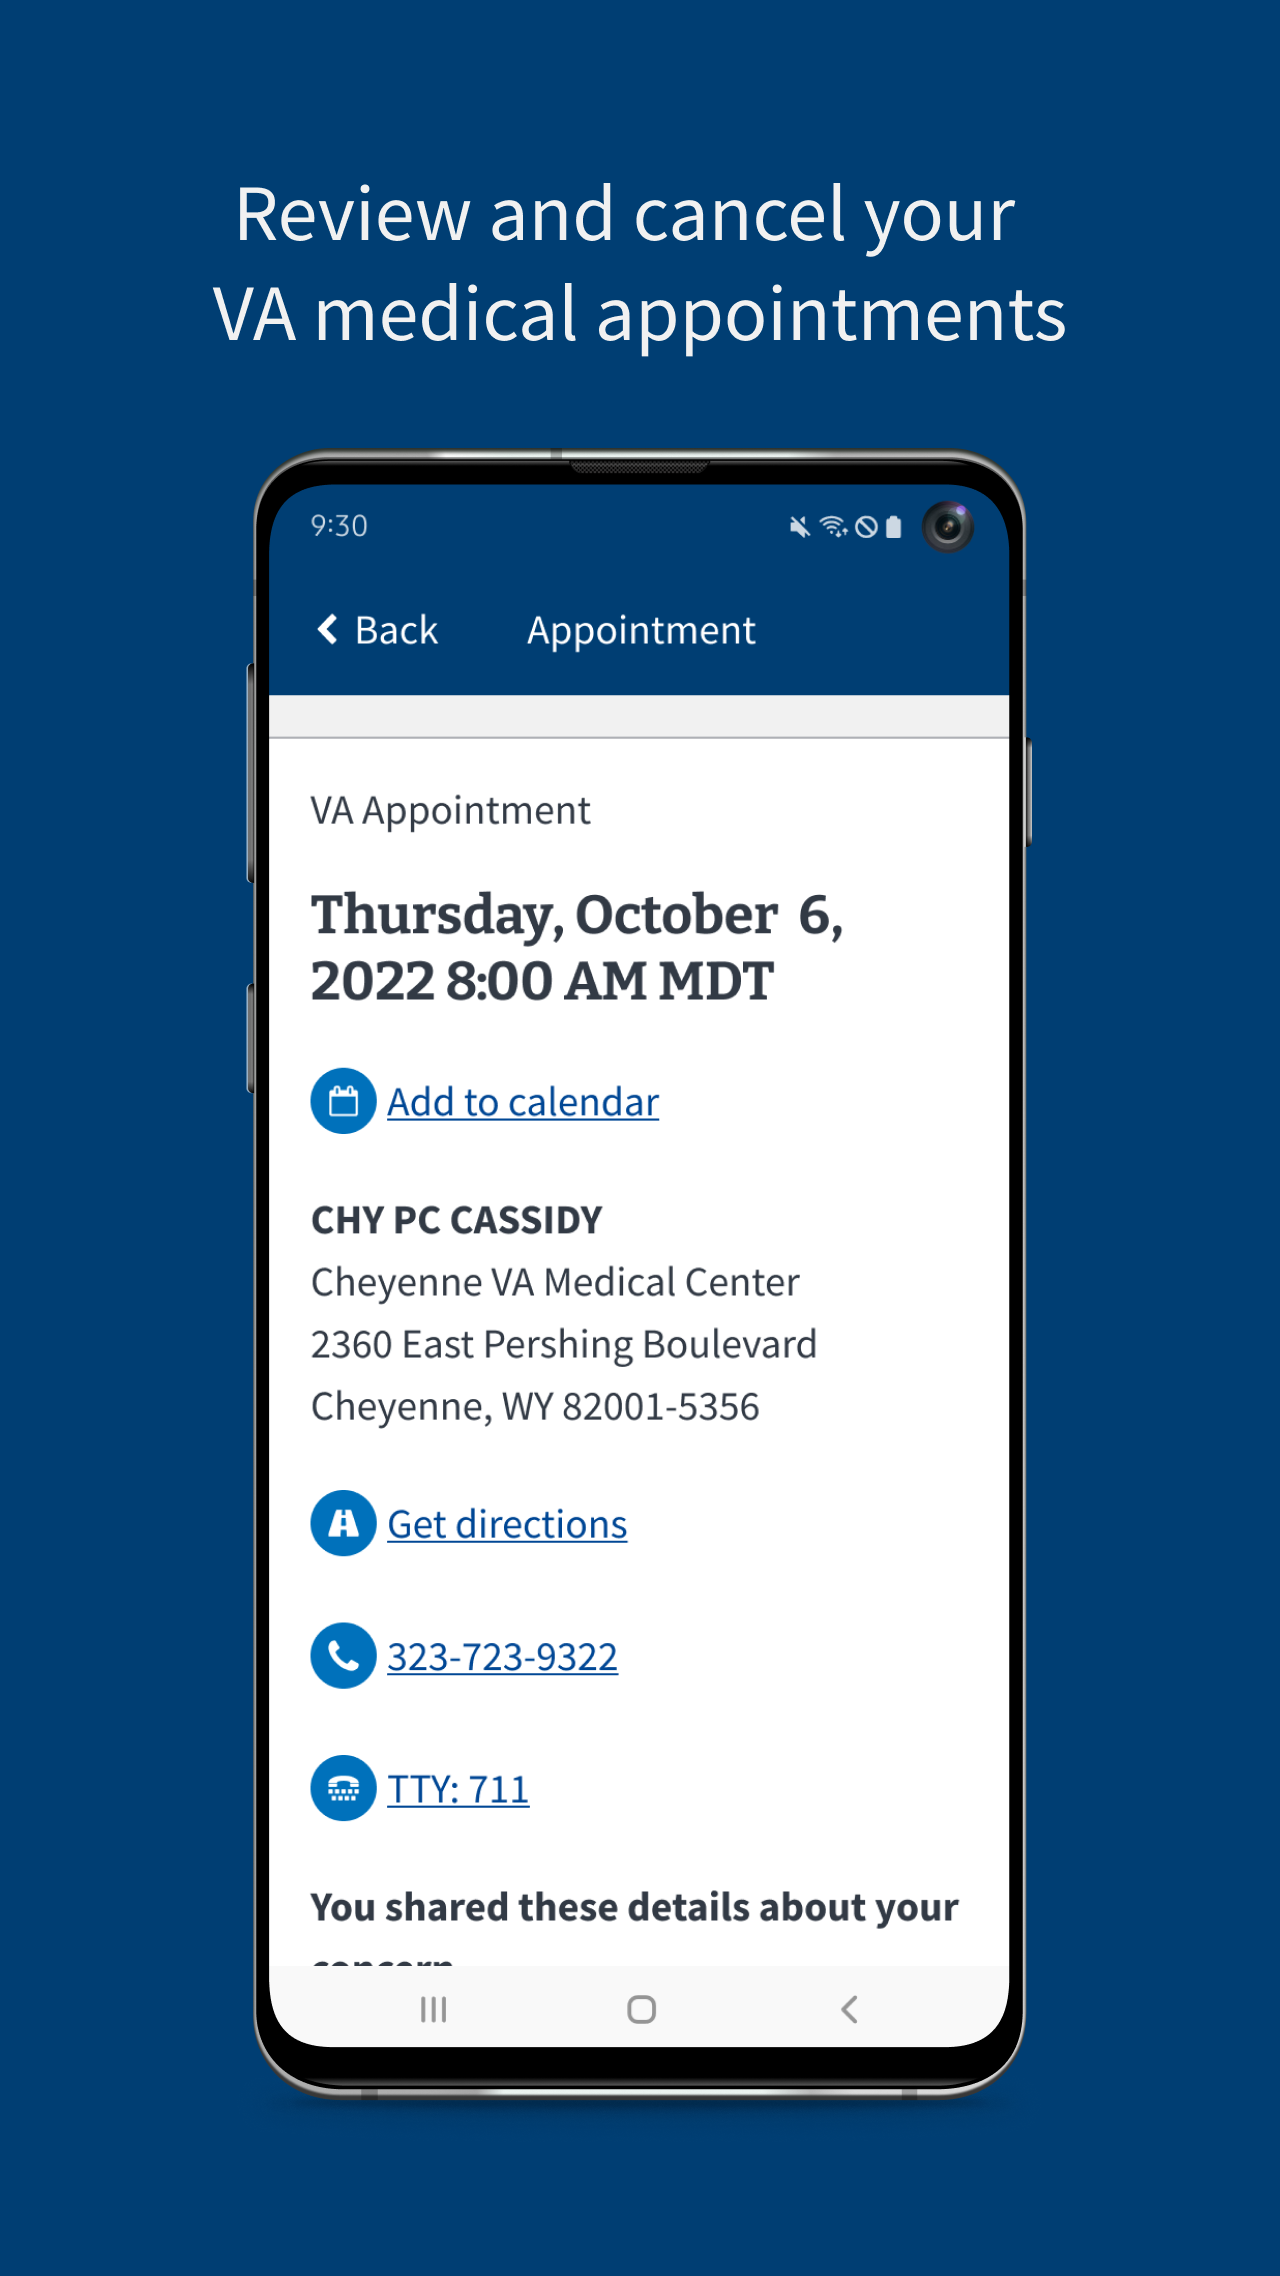 Review and cancel your
VA medical appointments
9:30
Back
Appointment
VA Appointment
Thursday, October 6,
2022 8:00 AM MDT
Add to calendar
CHY PC CASSIDY
Cheyenne VA Medical Center
2360 East Pershing Boulevard
Cheyenne, WY 82001-5356
Get directions
323-723-9322
TTY: 711
You shared these details about your
concern